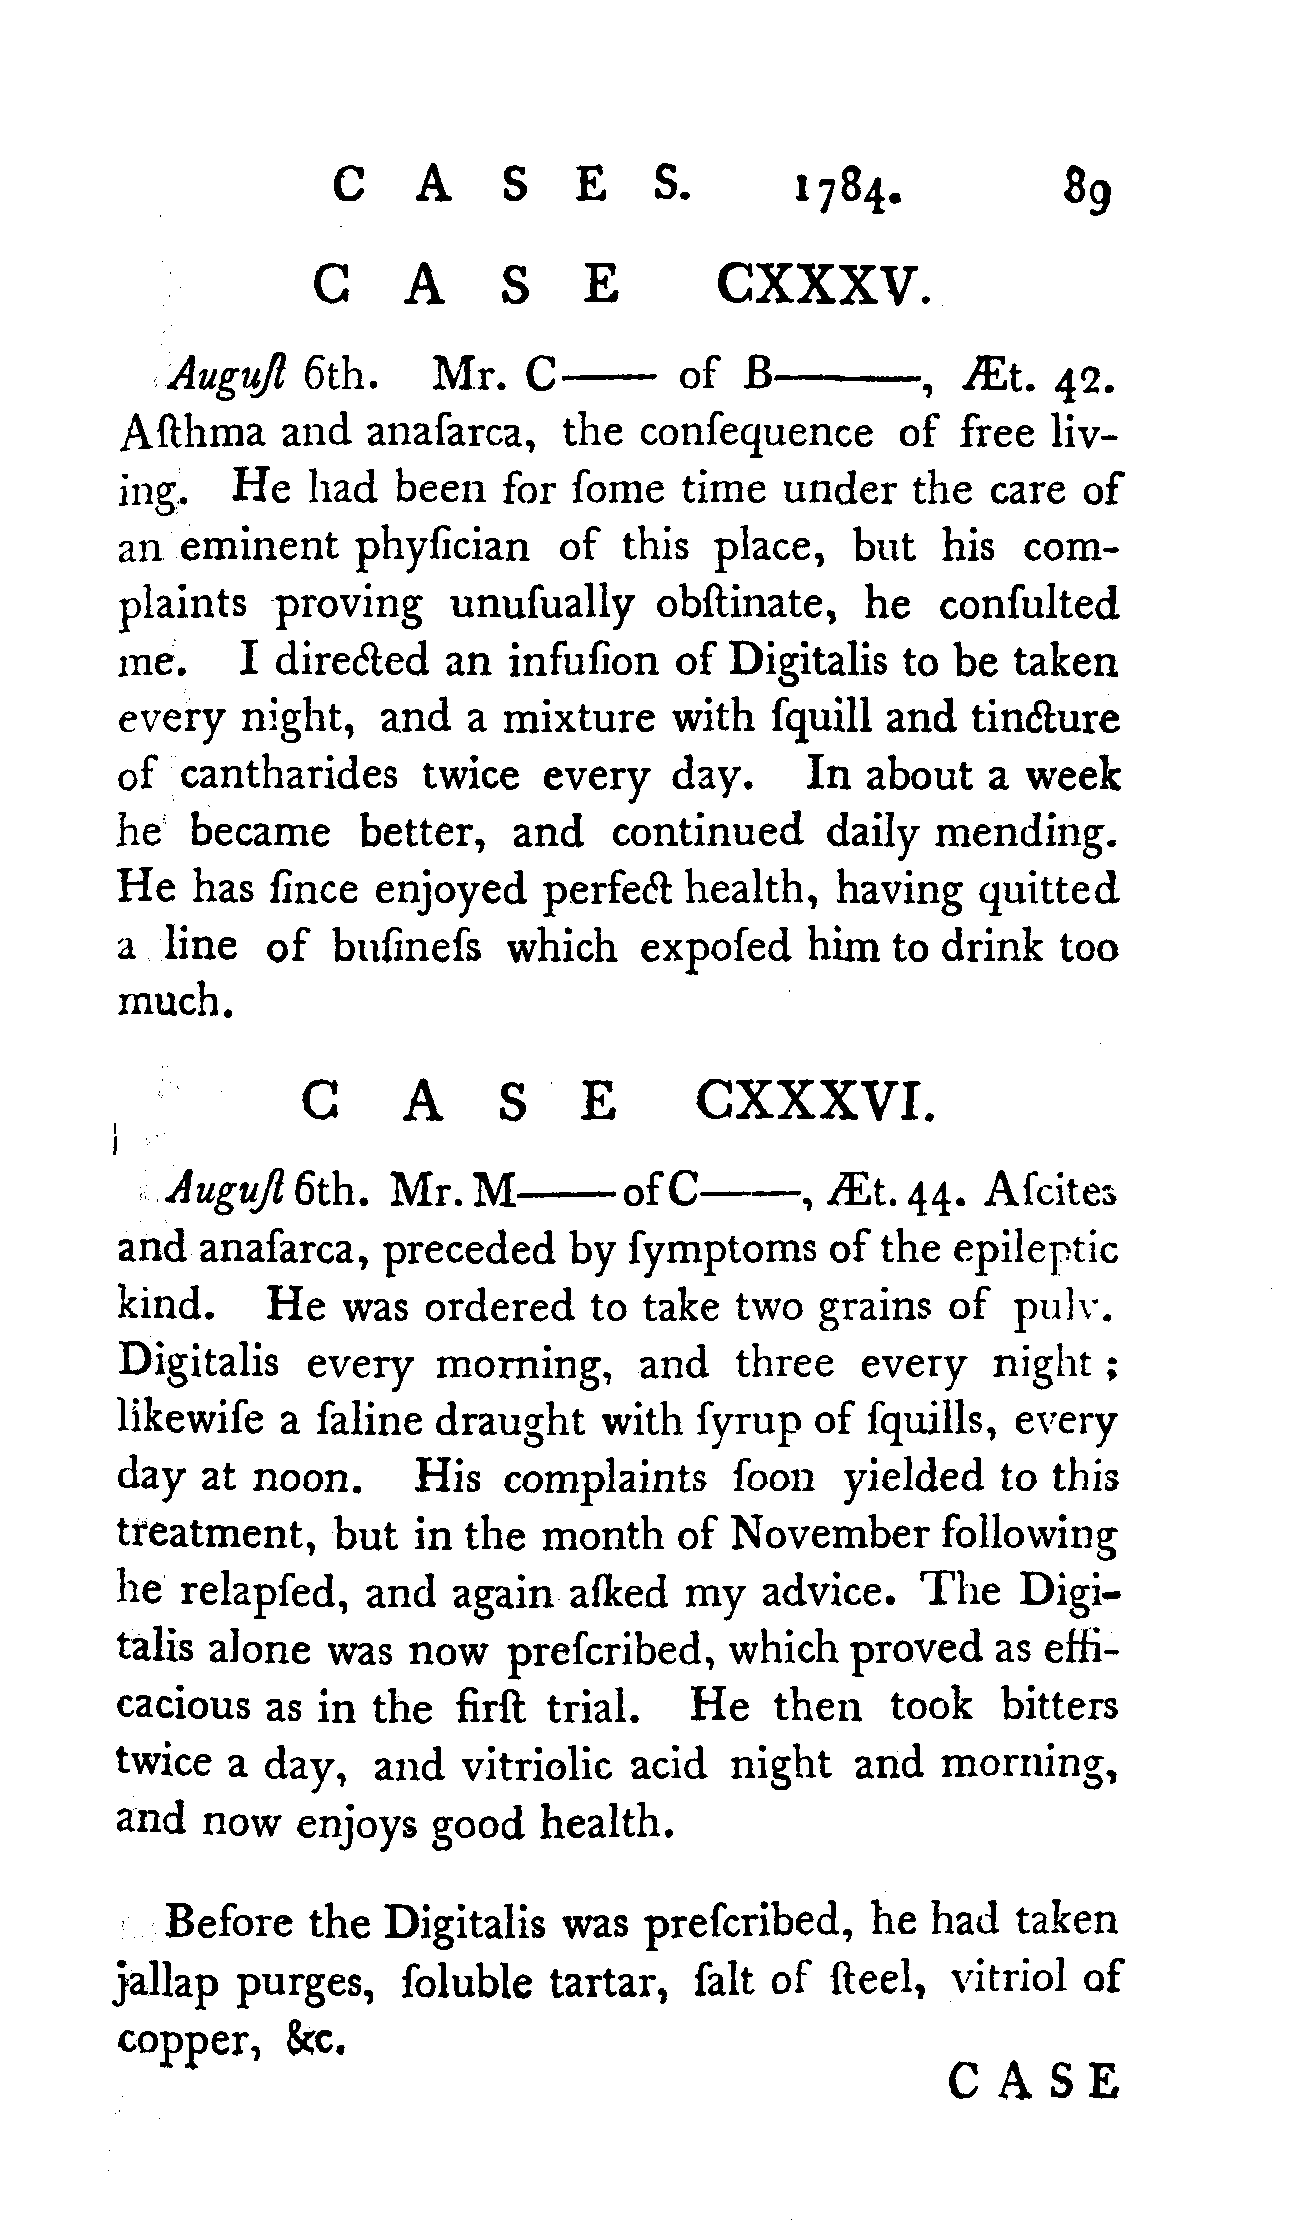 C A S E S. 1784. 89
C A S E CXXXV.
Auguſt 6th. Mr. C—— of B———, Æt. 42.
Aſthma and anaſarca, the conſequence of free liv-
ing. He had been for ſome time under the care of
an eminent phyſician of this place, but his com-
plaints proving unuſually obſtinate, he conſulted
me. I directed an infuſion of Digitalis to be taken
every night, and a mixture with ſquill and tincture
of cantharides twice every day. In about a week
he became better, and continued daily mending.
He has ſince enjoyed perfect health, having quitted
a line of buſineſs which expoſed him to drink too
much.
C A S E CXXXVI.
Auguſt 6th. Mr. M—— of C——, Æt. 44. Aſcites
and anaſarca, preceded by ſymptoms of the epileptic
kind. He was ordered to take two grains of pulv.
Digitalis every morning, and three every night ;
likewiſe a ſaline draught with ſyrup of ſquills, every
day at noon. His complaints ſoon yielded to this
treatment, but in the month of November following
he relapſed, and again aſked my advice. The Digi-
talis alone was now preſcribed, which proved as effi-
cacious as in the firſt trial. He then took bitters
twice a day, and vitriolic acid night and morning,
and now enjoys good health.
Before the Digitalis was preſcribed, he had taken
jallap purges, ſoluble tartar, ſalt of ſteel, vitriol of
copper, &c.
C A S E